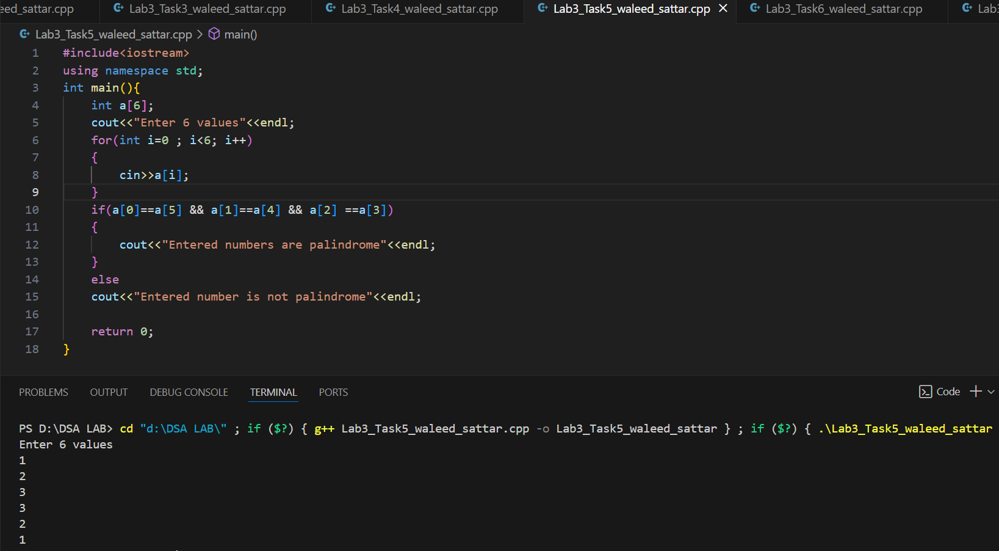 eed_sattar.cpp
Lab3_Task3_waleed_sattar.cpp
Lab3_Task4_waleed_sattar.cpp
Lab3_Task5_waleed_sattar.cpp
Lab3_Task6_waleed_sattar.cpp
Lab3
Lab3_Task5_waleed_sattar.cpp > main()
1 #include<iostream>
2 using namespace std;
3 int main(){
4     int a[6];
5     cout<<"Enter 6 values"<<endl;
6     for(int i=0 ; i<6; i++)
7     {
8         cin>>a[i];
9     }
10     if(a[0]==a[5] && a[1]==a[4] && a[2] ==a[3])
11     {
12         cout<<"Entered numbers are palindrome"<<endl;
13     }
14     else
15     cout<<"Entered number is not palindrome"<<endl;
16
17     return 0;
18 }
PROBLEMS OUTPUT DEBUG CONSOLE TERMINAL PORTS
Code
PS D:\DSA LAB> cd "d:\DSA LAB\" ; if ($?) { g++ Lab3_Task5_waleed_sattar.cpp -o Lab3_Task5_waleed_sattar } ; if ($?) { .\Lab3_Task5_waleed_sattar
Enter 6 values
1
2
3
3
2
1